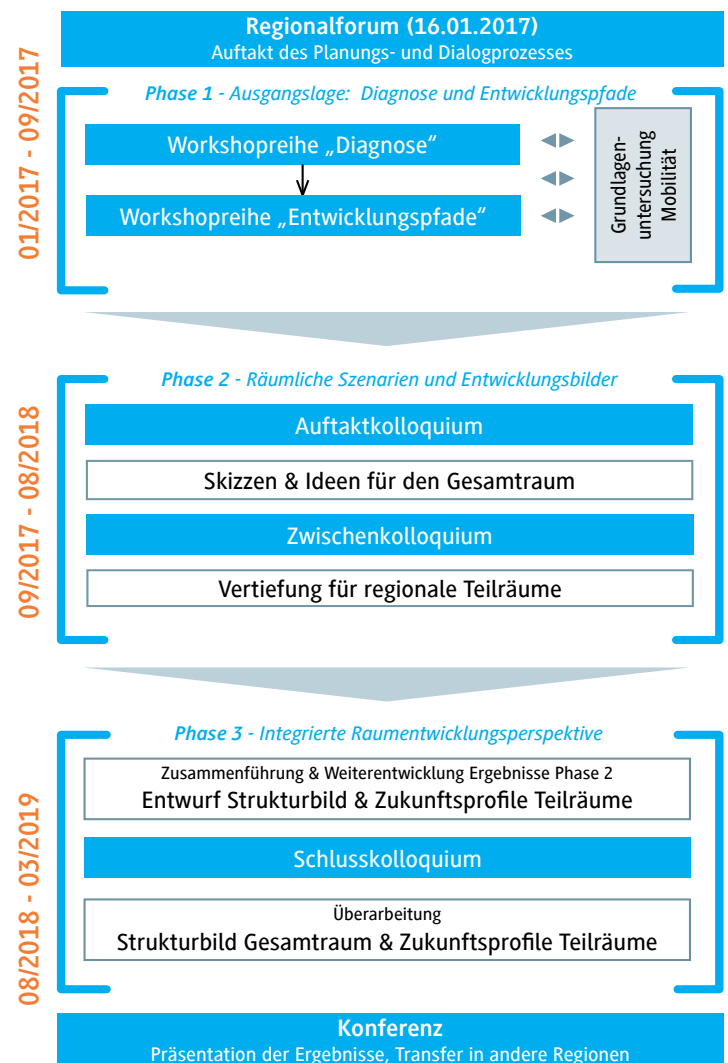 Regionalforum (16.01.2017)
Auftakt des Planungs- und Dialogprozesses
01/2017 - 09/2017
Phase 1 - Ausgangslage: Diagnose und Entwicklungspfade
Workshopreihe „Diagnose“
Workshopreihe „Entwicklungspfade“
Grundlagen-
untersuchung
Mobilität
09/2017 - 08/2018
Phase 2 - Räumliche Szenarien und Entwicklungsbilder
Auftaktkolloquium
Skizzen & Ideen für den Gesamtraum
Zwischenkolloquium
Vertiefung für regionale Teilräume
08/2018 - 03/2019
Phase 3 - Integrierte Raumentwicklungsperspektive
Zusammenführung & Weiterentwicklung Ergebnisse Phase 2
Entwurf Strukturbild & Zukunftsprofile Teilräume
Schlusskolloquium
Überarbeitung
Strukturbild Gesamtraum & Zukunftsprofile Teilräume
Konferenz
Präsentation der Ergebnisse, Transfer in andere Regionen